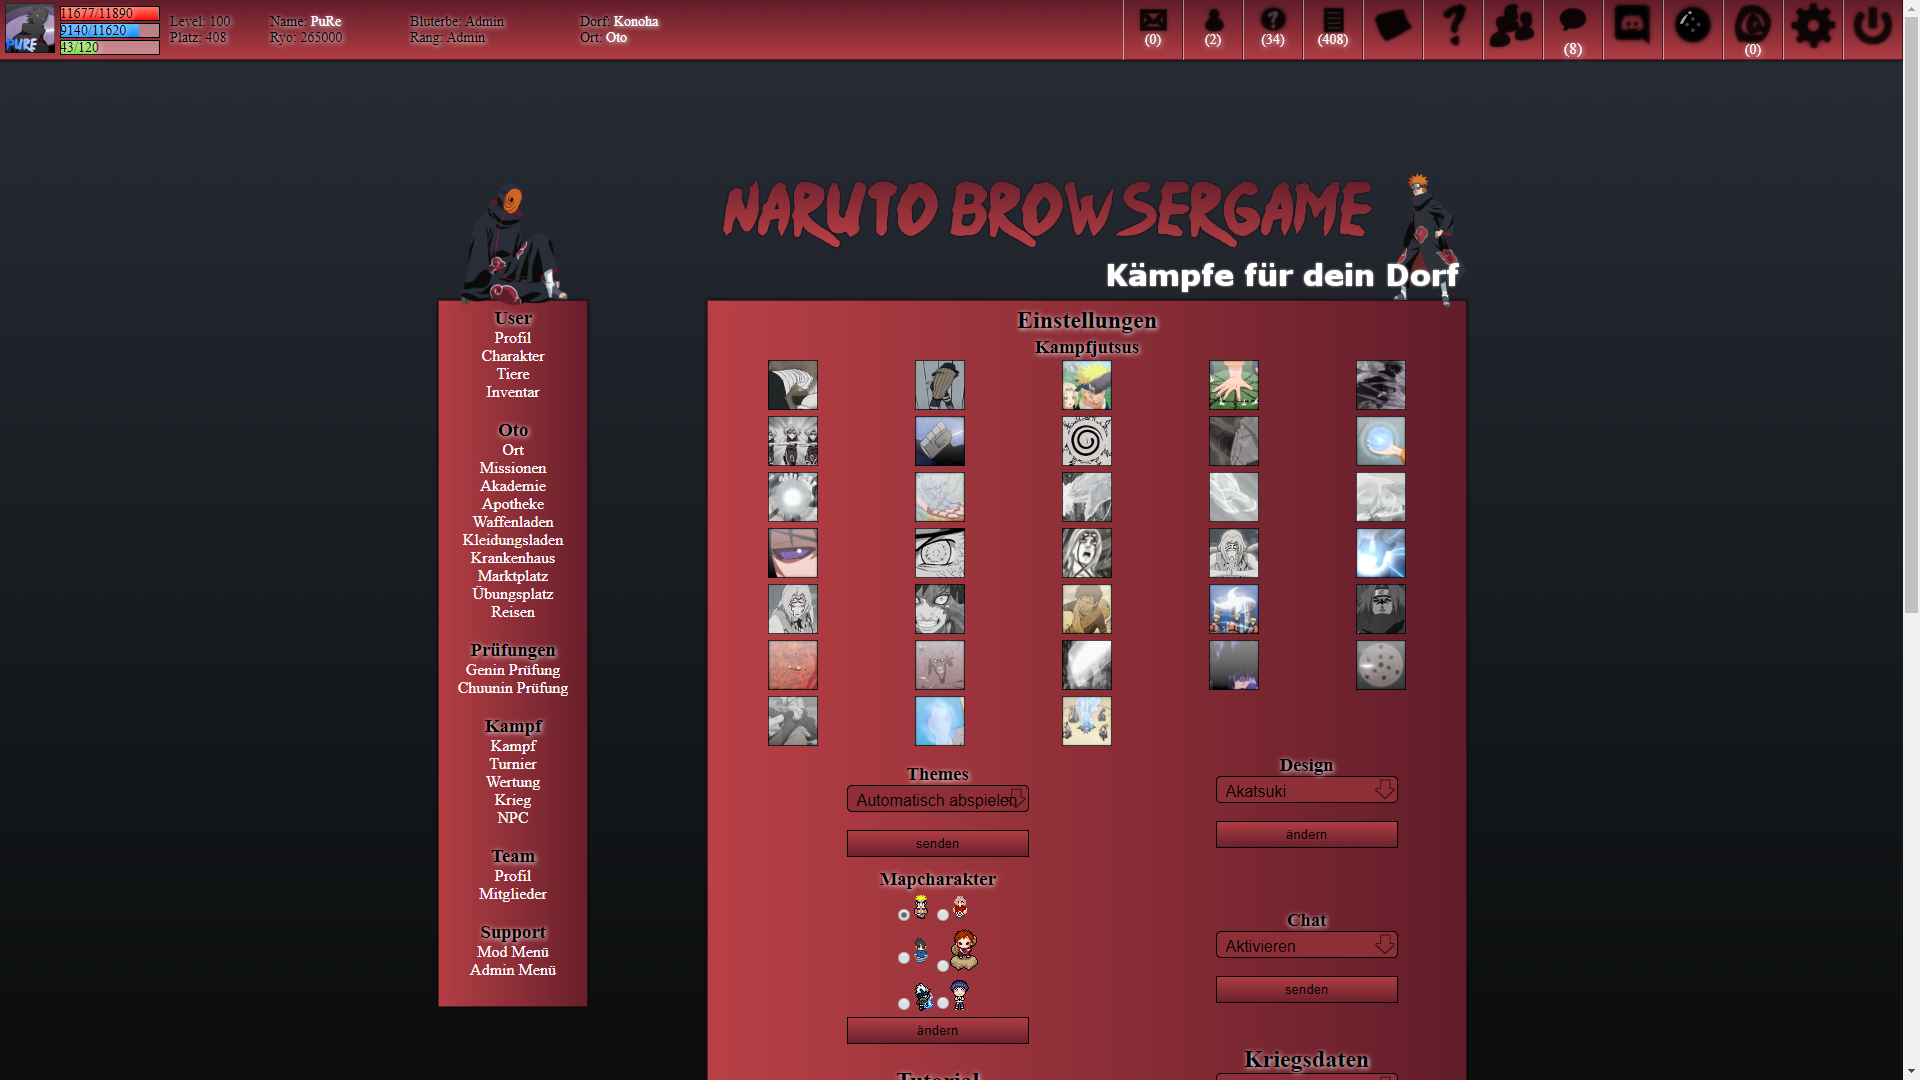 11677/11890
9140/11620
43/120
PURE
Level: 100
Platz: 408
Name: PuRe
Ryo: 265000
Bluterbe: Admin
Rang: Admin
Dorf: Konoha
Ort: Oto
(0)
(2)
(34)
(408)
(8)
(0)
NARUTO BROWSERGAME
Kämpfe für dein Dorf
User
Profil
Charakter
Tiere
Inventar
Oto
Ort
Missionen
Akademie
Apotheke
Waffenladen
Kleidungsladen
Krankenhaus
Marktplatz
Übungsplatz
Reisen
Prüfungen
Genin Prüfung
Chuunin Prüfung
Kampf
Kampf
Turnier
Wertung
Krieg
NPC
Team
Profil
Mitglieder
Support
Mod Menü
Admin Menü
Einstellungen
Kampfjutsus
Themes
Automatisch abspielen
senden
Mapcharakter
ändern
Tutorial
Design
Akatsuki
ändern
Chat
Aktivieren
senden
Kriegsdaten